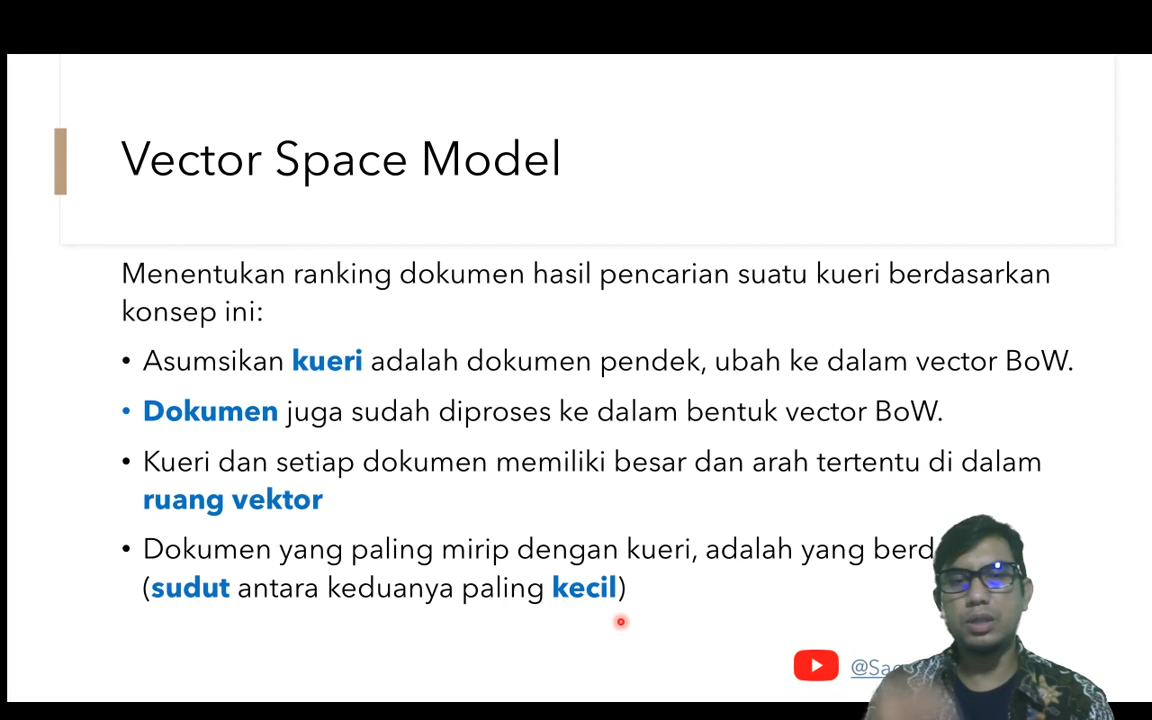 Vector Space Model
Menentukan ranking dokumen hasil pencarian suatu kueri berdasarkan
konsep ini:
• Asumsikan kueri adalah dokumen pendek, ubah ke dalam vector BoW.
• Dokumen juga sudah diproses ke dalam bentuk vector BoW.
• Kueri dan setiap dokumen memiliki besar dan arah tertentu di dalam
ruang vektor
• Dokumen yang paling mirip dengan kueri, adalah yang
(sudut antara keduanya paling kecil)